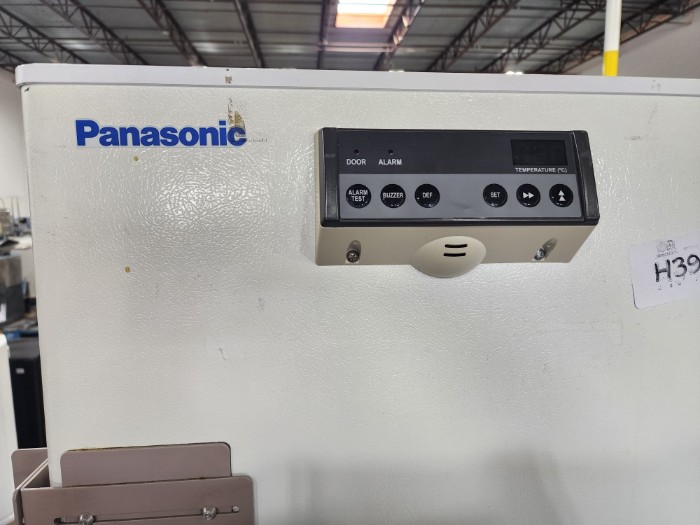 Panasonic
DOOR ALARM
TEMPERATURE (°C)
ALARM TEST BUZZER DEF SET
H39